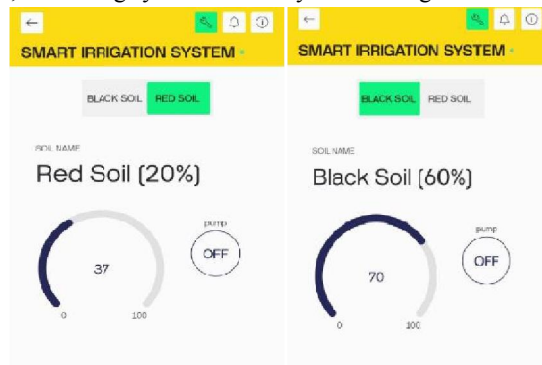 SMART IRRIGATION SYSTEM
BLACK SOIL RED SOIL
SOIL NAME
Red Soil (20%)
pump
OFF
37
0 100
SMART IRRIGATION SYSTEM
BLACK SOIL RED SOIL
SOIL NAME
Black Soil (60%)
pump
OFF
70
0 100